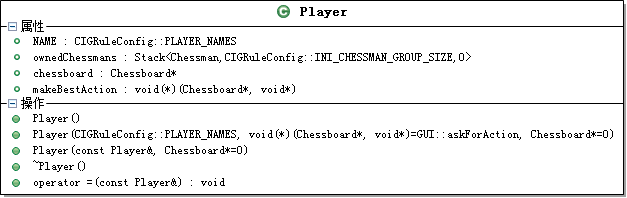 C Player
属性
NAME : CIGRuleConfig::PLAYER_NAMES
ownedChessmans : Stack<Chessman,CIGRuleConfig::INI_CHESSMAN_GROUP_SIZE,0>
chessboard : Chessboard*
makeBestAction : void(*)(Chessboard*, void*)
操作
Player()
Player(CIGRuleConfig::PLAYER_NAMES, void(*)(Chessboard*, void*)=GUI::askForAction, Chessboard*=0)
Player(const Player&, Chessboard*=0)
~Player()
operator =(const Player&) : void